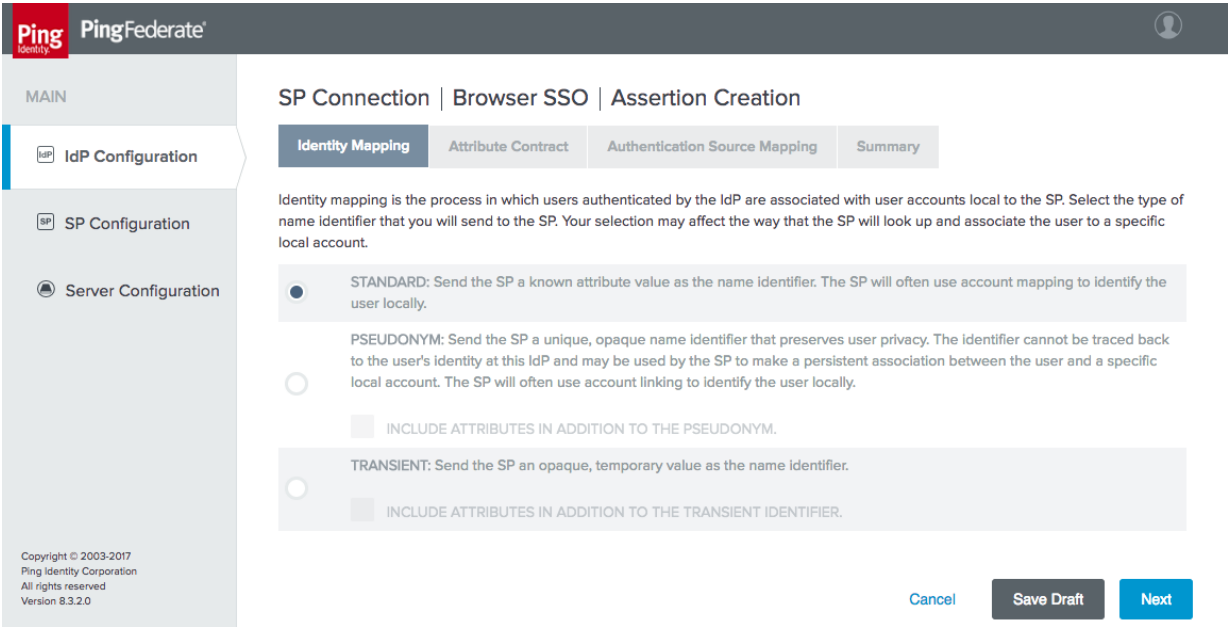 Ping
Identity.
PingFederate®
MAIN
IdP
IdP Configuration
SP
SP Configuration
Server Configuration
Copyright © 2003-2017
Ping Identity Corporation
All rights reserved
Version 8.3.2.0
SP Connection | Browser SSO | Assertion Creation
Identity Mapping
Attribute Contract
Authentication Source Mapping
Summary
Identity mapping is the process in which users authenticated by the IdP are associated with user accounts local to the SP. Select the type of
name identifier that you will send to the SP. Your selection may affect the way that the SP will look up and associate the user to a specific
local account.
STANDARD: Send the SP a known attribute value as the name identifier. The SP will often use account mapping to identify the
user locally.
PSEUDONYM: Send the SP a unique, opaque name identifier that preserves user privacy. The identifier cannot be traced back
to the user's identity at this IdP and may be used by the SP to make a persistent association between the user and a specific
local account. The SP will often use account linking to identify the user locally.
INCLUDE ATTRIBUTES IN ADDITION TO THE PSEUDONYM.
TRANSIENT: Send the SP an opaque, temporary value as the name identifier.
INCLUDE ATTRIBUTES IN ADDITION TO THE TRANSIENT IDENTIFIER.
Cancel
Save Draft
Next